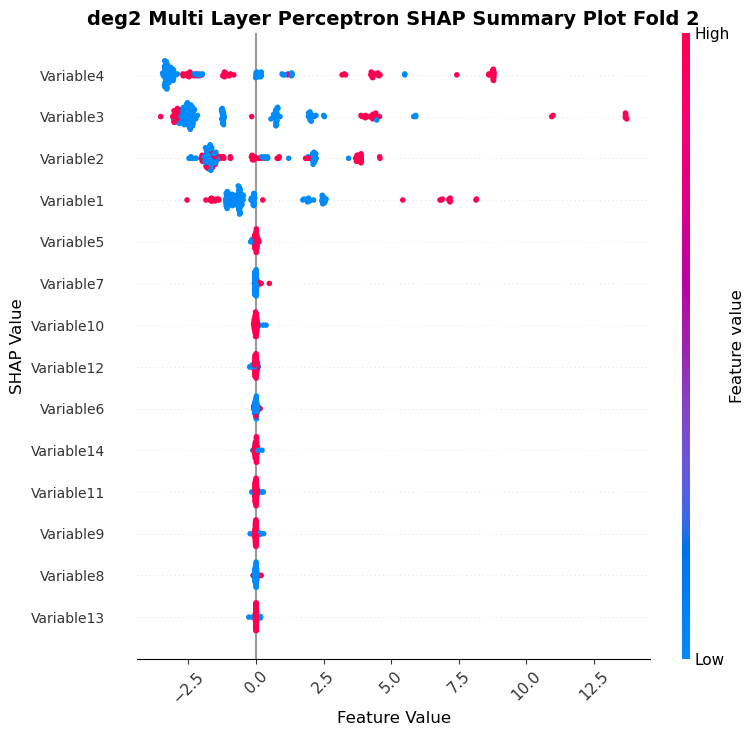 deg2 Multi Layer Perceptron SHAP Summary Plot Fold 2
High
Variable4
Variable3
Variable2
Variable1
Variable5
Variable7
Variable10
Variable12
Variable6
Variable14
Variable11
Variable9
Variable8
Variable13
SHAP Value
Feature value
Low
−2.5
0.0
2.5
5.0
7.5
10.0
12.5
Feature Value